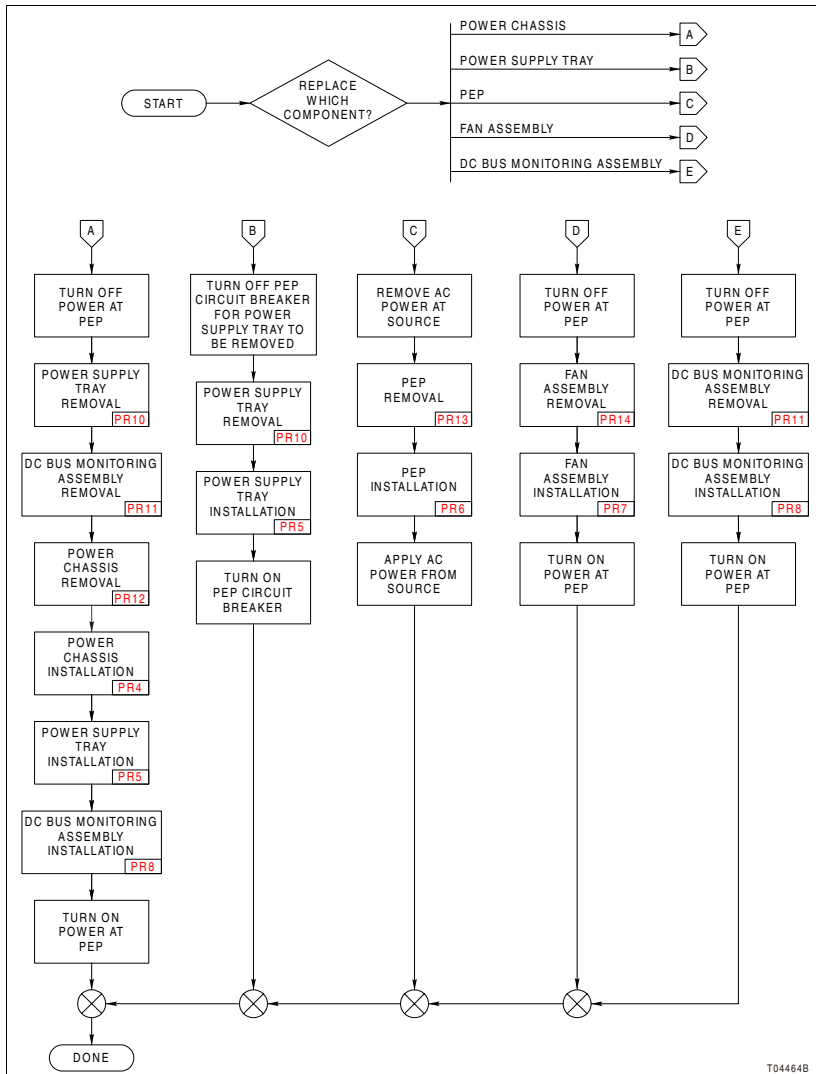 START
REPLACE
WHICH
COMPONENT?
POWER CHASSIS
A
POWER SUPPLY TRAY
B
PEP
C
FAN ASSEMBLY
D
DC BUS MONITORING ASSEMBLY
E
A
TURN OFF
POWER AT
PEP
POWER SUPPLY
TRAY
REMOVAL
PR10
DC BUS MONITORING
ASSEMBLY
REMOVAL
PR11
POWER
CHASSIS
REMOVAL
PR12
POWER
CHASSIS
INSTALLATION
PR4
POWER SUPPLY
TRAY
INSTALLATION
PR5
DC BUS MONITORING
ASSEMBLY
INSTALLATION
PR8
TURN ON
POWER AT
PEP
DONE
B
TURN OFF PEP
CIRCUIT BREAKER
FOR POWER
SUPPLY TRAY TO
BE REMOVED
POWER SUPPLY
TRAY
REMOVAL
PR10
POWER SUPPLY
TRAY
INSTALLATION
PR5
TURN ON
PEP CIRCUIT
BREAKER
C
REMOVE AC
POWER AT
SOURCE
PEP
REMOVAL
PR13
PEP
INSTALLATION
PR6
APPLY AC
POWER FROM
SOURCE
D
TURN OFF
POWER AT
PEP
FAN
ASSEMBLY
REMOVAL
PR14
FAN
ASSEMBLY
INSTALLATION
PR7
TURN ON
POWER AT
PEP
E
TURN OFF
POWER AT
PEP
DC BUS MONITORING
ASSEMBLY
REMOVAL
PR11
DC BUS MONITORING
ASSEMBLY
INSTALLATION
PR8
TURN ON
POWER AT
PEP
T04464B